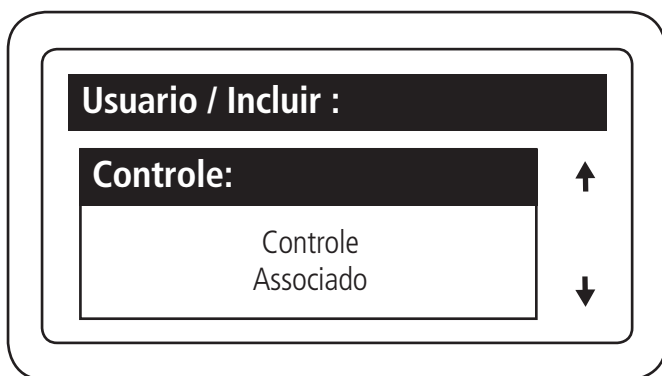 Usuario / Incluir :
Controle:
Controle
Associado